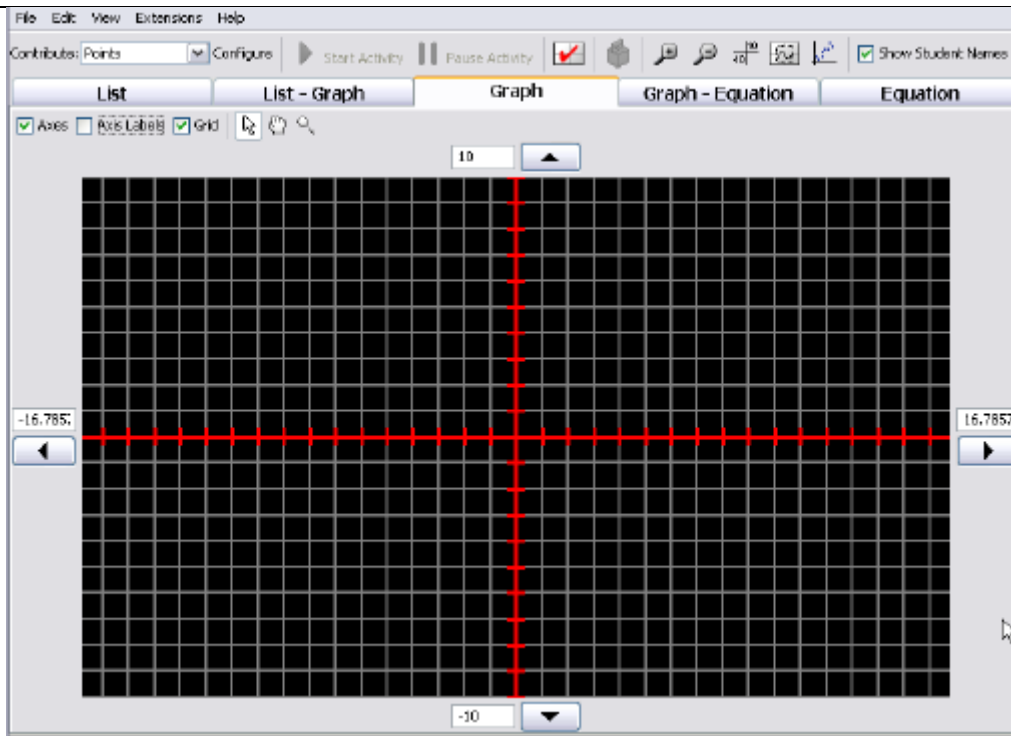 File Edit View Extensions Help
Contribute: Points Configure Start Activity Pause Activity Show Student Names
List List - Graph Graph Graph - Equation Equation
Axes Axis Labels Grid
10
-16.785
16.785
-10